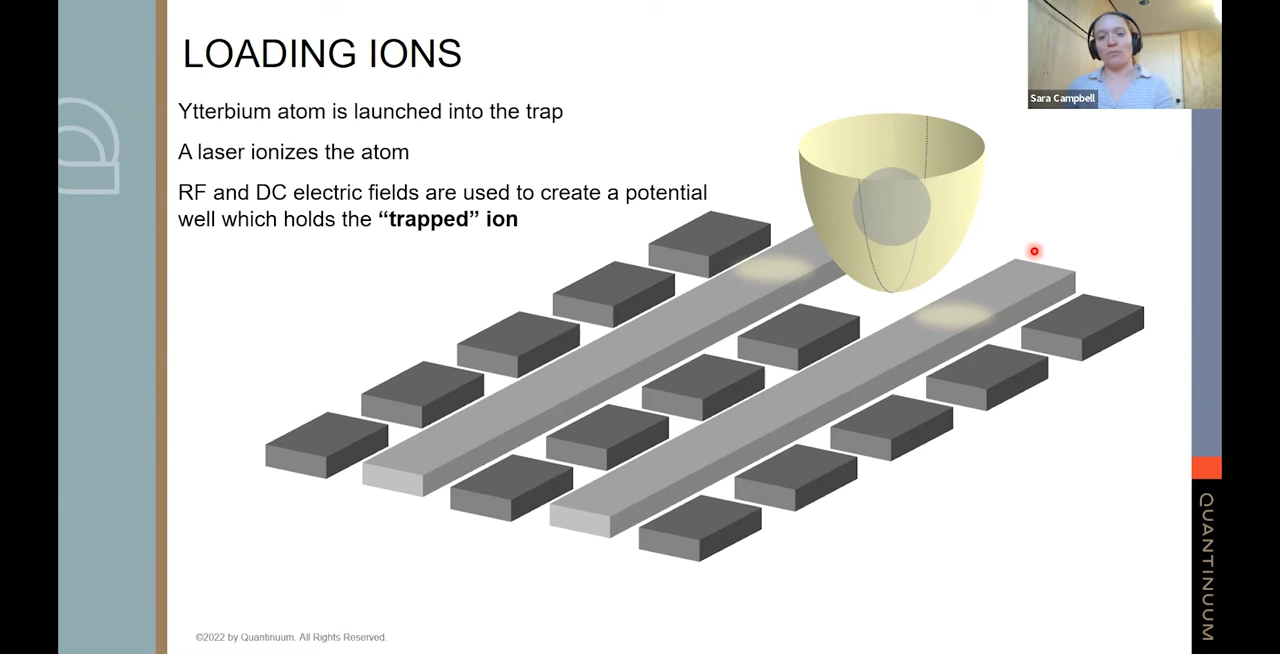 LOADING IONS
Ytterbium atom is launched into the trap
A laser ionizes the atom
RF and DC electric fields are used to create a potential
well which holds the “trapped” ion
Sara Campbell
QUANTINUUM
©2022 by Quantinuum. All Rights Reserved.